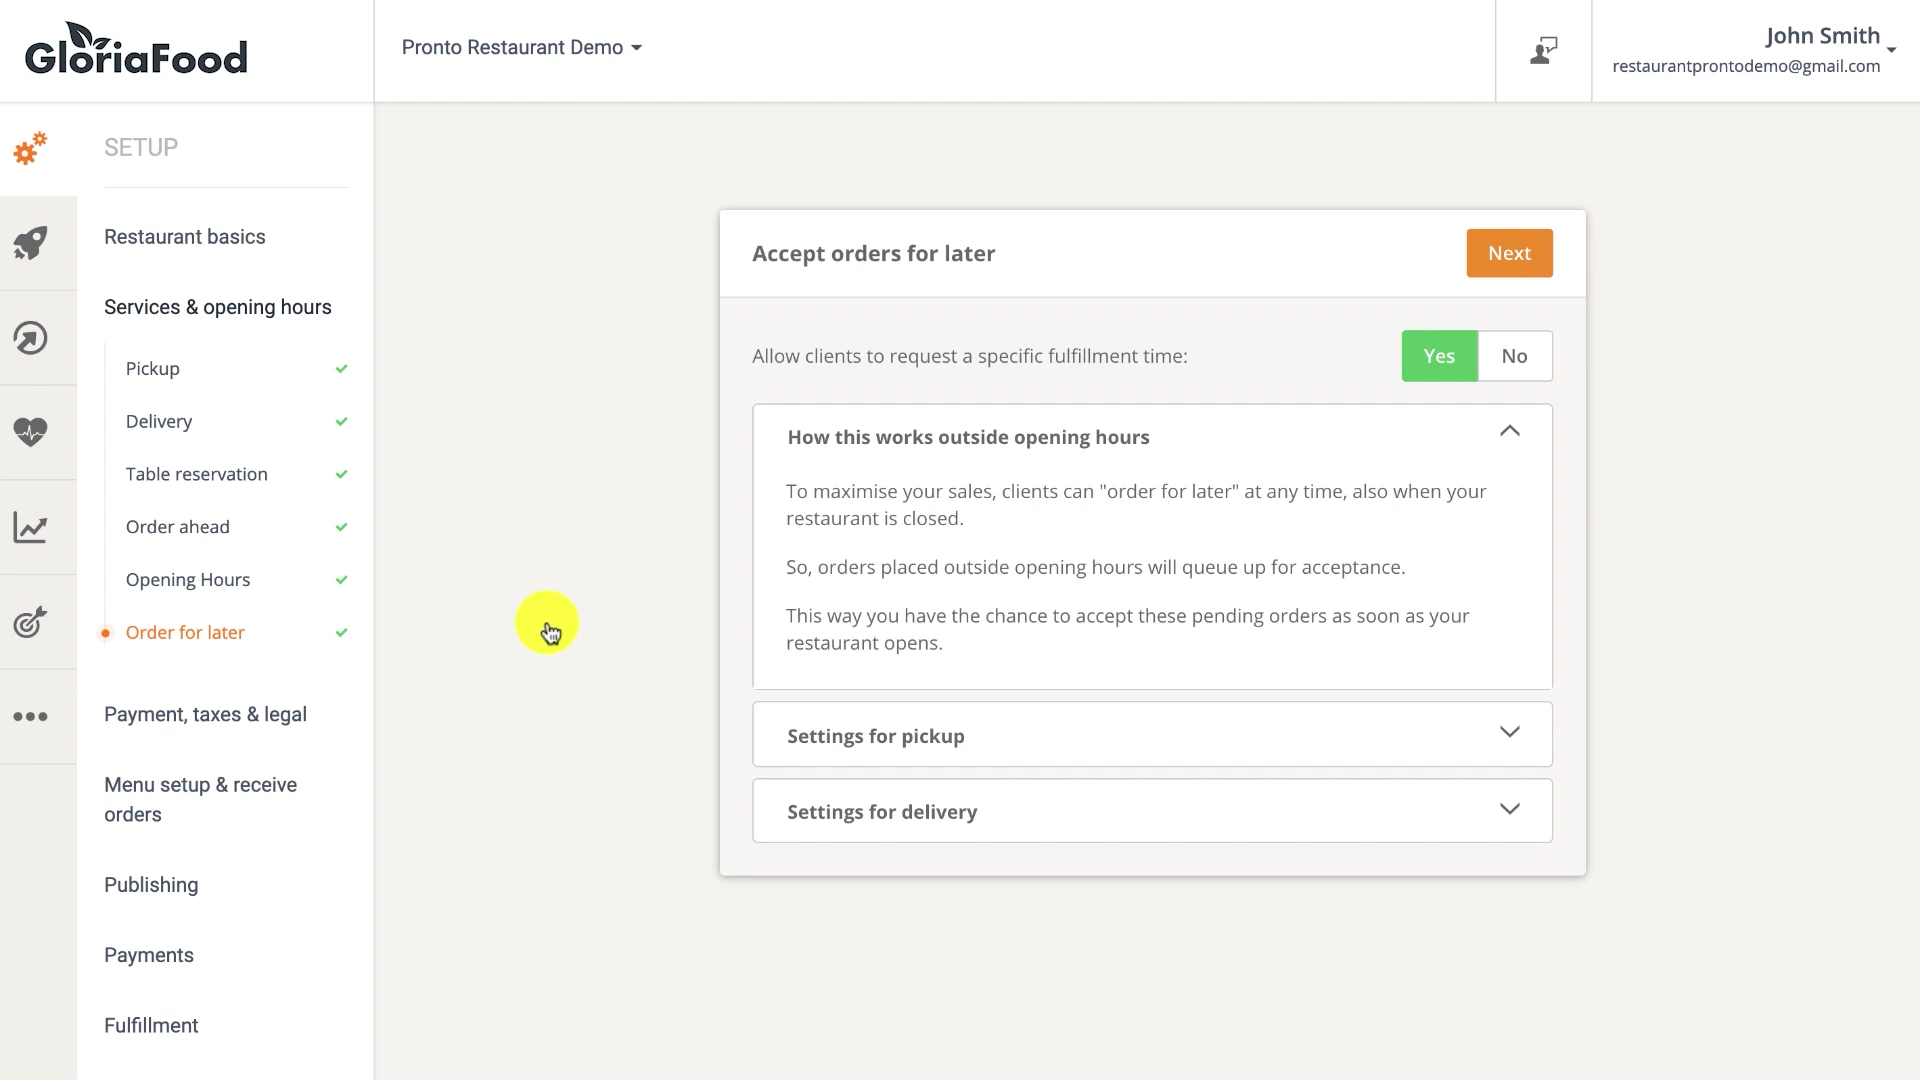 GloriaFood
Pronto Restaurant Demo
John Smith
restaurantprontodemo@gmail.com
SETUP
Restaurant basics
Services & opening hours
Pickup
Delivery
Table reservation
Order ahead
Opening Hours
Order for later
Payment, taxes & legal
Menu setup & receive
orders
Publishing
Payments
Fulfillment
Accept orders for later
Next
Allow clients to request a specific fulfillment time:
Yes
No
How this works outside opening hours
To maximise your sales, clients can "order for later" at any time, also when your
restaurant is closed.
So, orders placed outside opening hours will queue up for acceptance.
This way you have the chance to accept these pending orders as soon as your
restaurant opens.
Settings for pickup
Settings for delivery